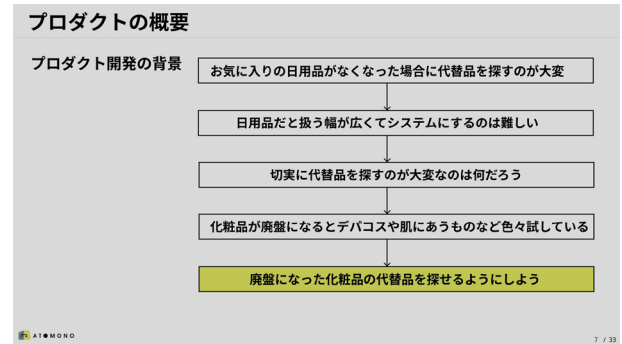 プロダクトの概要
プロダクト開発の背景
お気に入りの日用品がなくなった場合に代替品を探すのが大変
日用品だと扱う幅が広くてシステムにするのは難しい
切実に代替品を探すのが大変なのは何だろう
化粧品が廃盤になるとデパコスや肌にあうものなど色々試している
廃盤になった化粧品の代替品を探せるようにしよう
ATOMONO
7 / 33